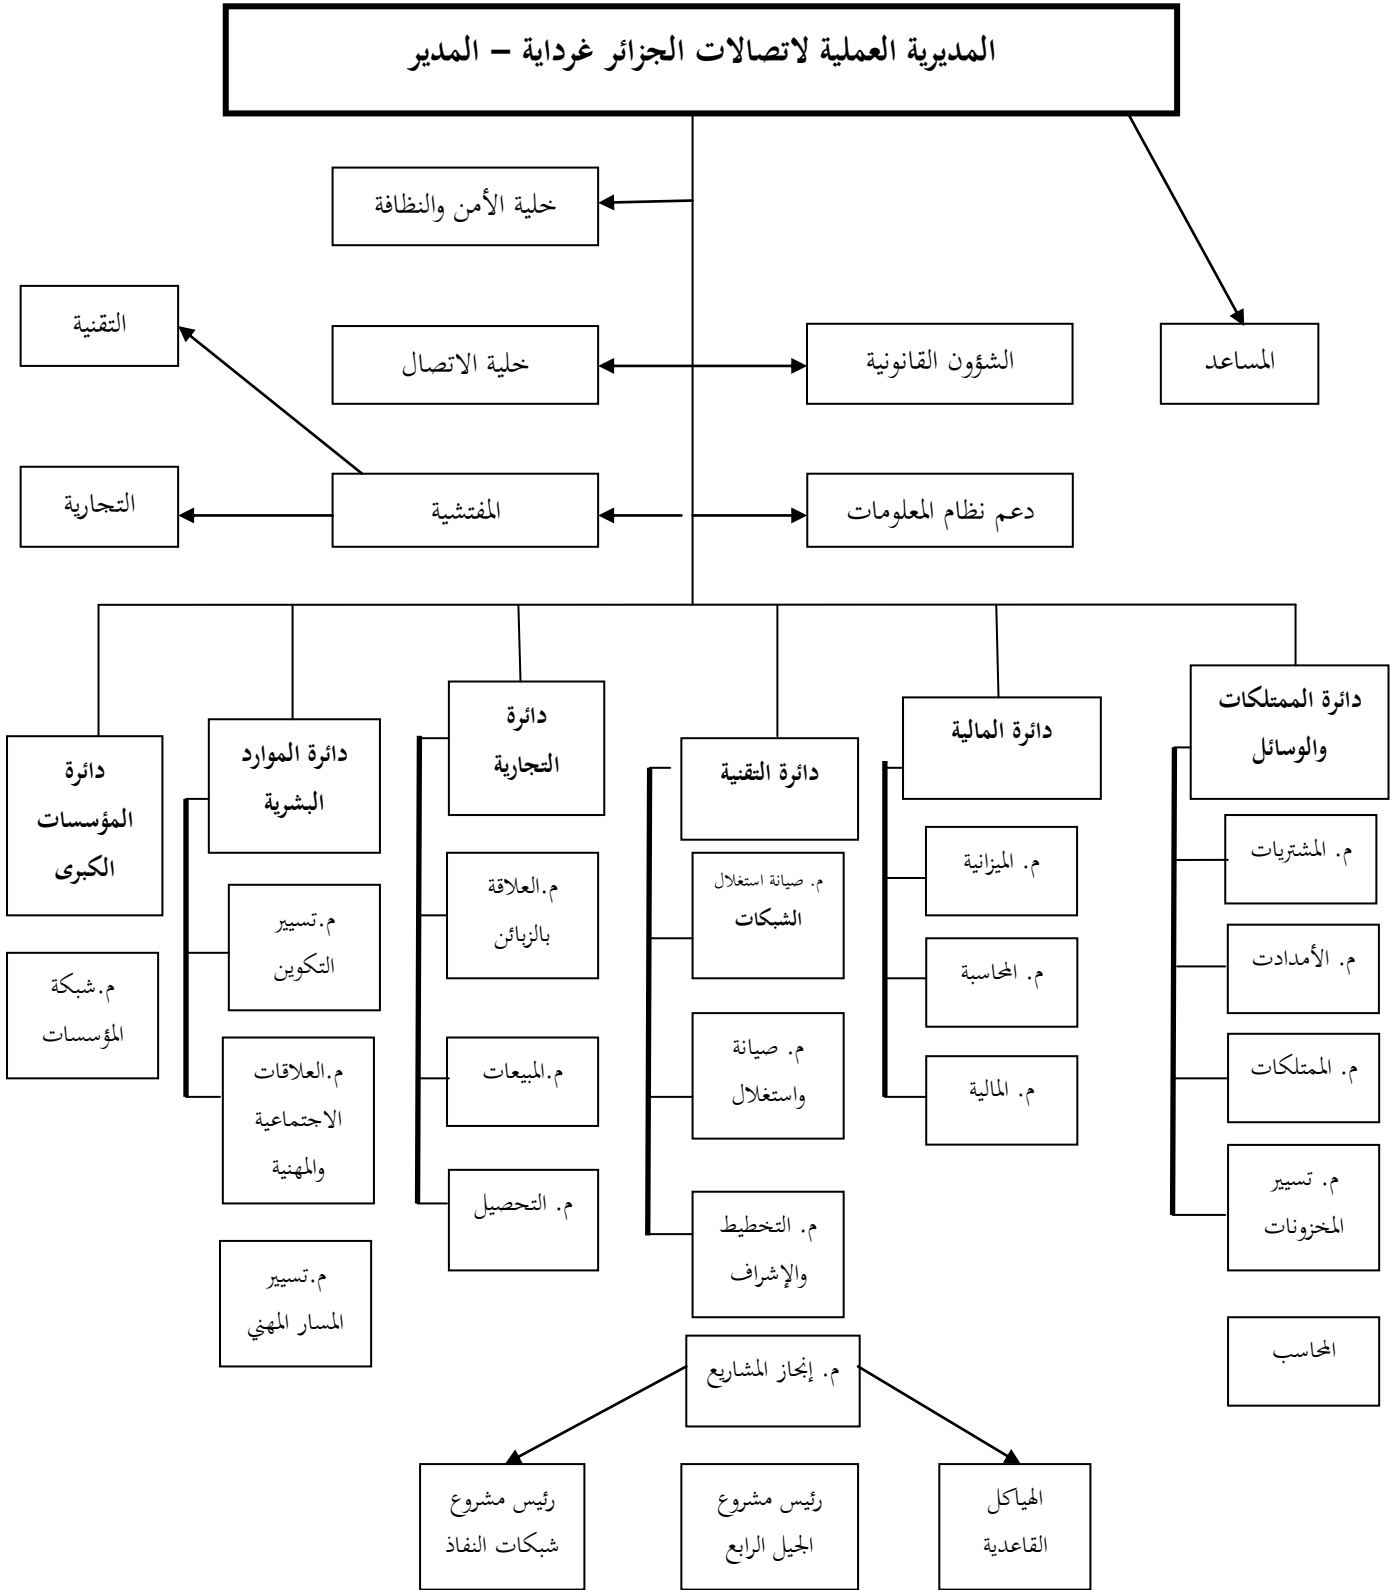 المديرية العملية لاتصالات الجزائر غرداية – المدير
خلية الأمن والنظافة
التقنية
خلية الاتصال
الشؤون القانونية
المساعد
التجارية
المفتشية
دعم نظام المعلومات
دائرة الممتلكات
والوسائل
م. المشتريات
م. الأمدادت
م. الممتلكات
م. تسيير
المخزونات
المحاسب
دائرة المالية
م. الميزانية
م. المحاسبة
م. المالية
دائرة التقنية
م. صيانة استغلال
الشبكات
م. صيانة
واستغلال
م. التخطيط
والإشراف
م. إنجاز المشاريع
الهياكل
القاعدية
رئيس مشروع
الجيل الرابع
رئيس مشروع
شبكات النفاذ
دائرة
التجارية
م.العلاقة
بالزبائن
م.المبيعات
م. التحصيل
دائرة الموارد
البشرية
م.تسيير
التكوين
م.العلاقات
الاجتماعية
والمهنية
م.تسيير
المسار المهني
دائرة
المؤسسات
الكبرى
م.شبكة
المؤسسات